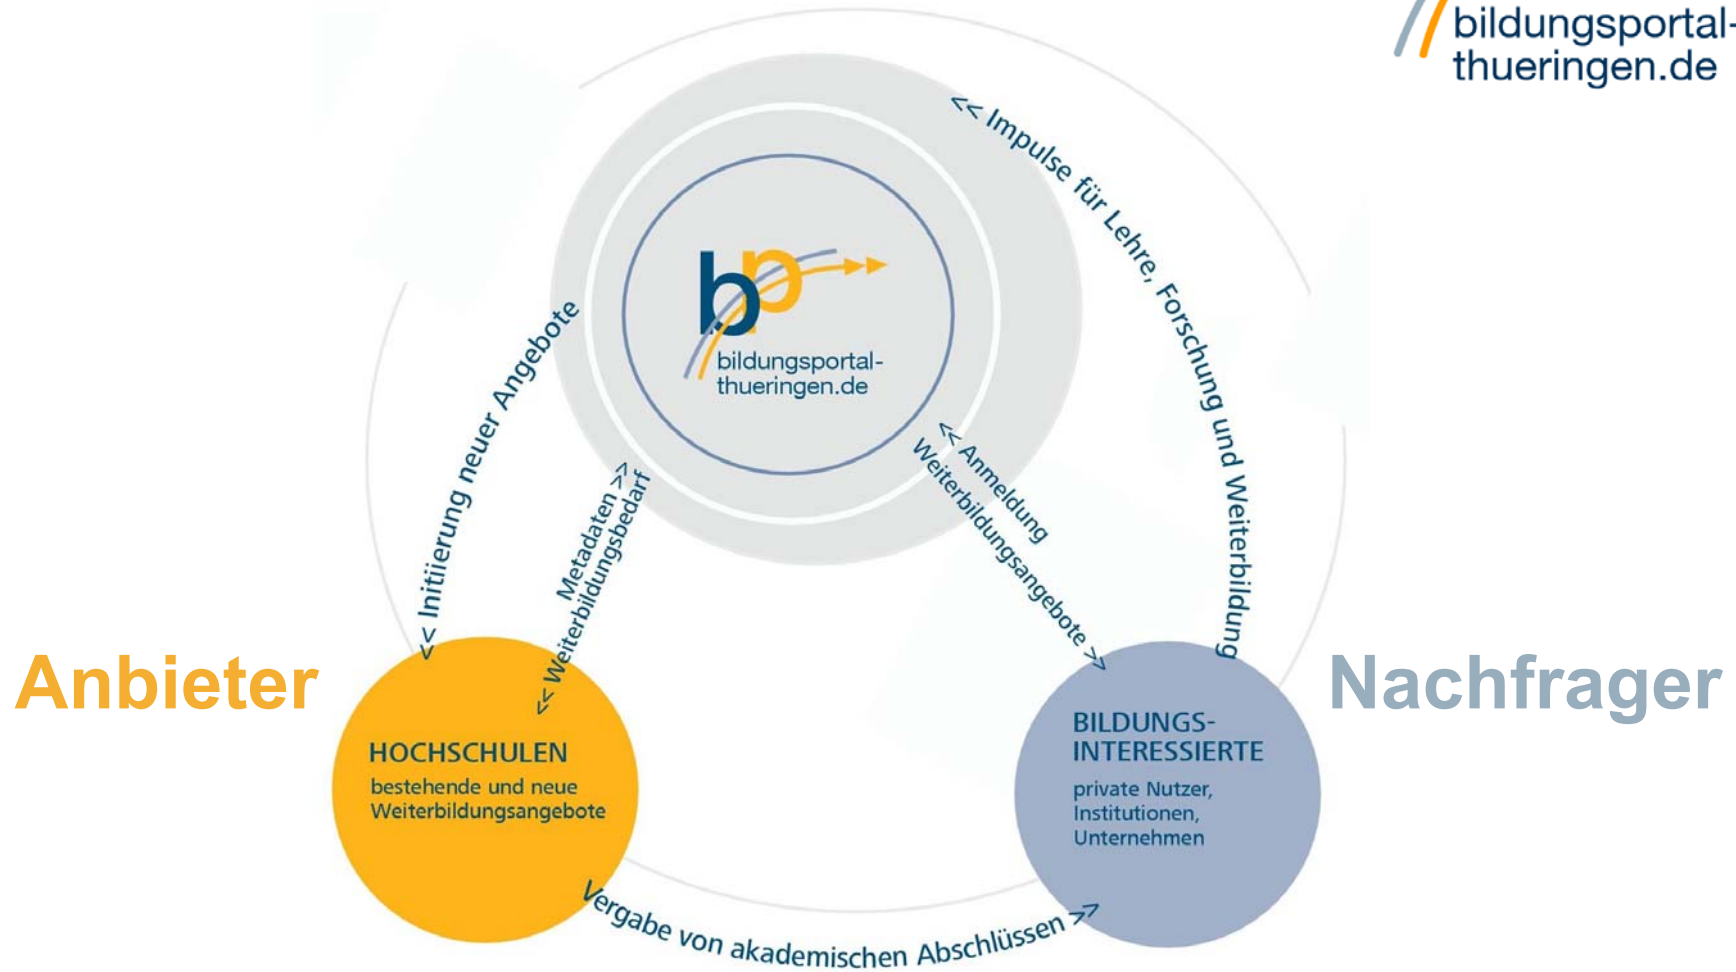 bildungsportal-
thueringen.de
<< Impulse für Lehre, Forschung und Weiterbildung
bp
bildungsportal-
thueringen.de
<< Initiierung neuer Angebote
Metadaten >>
<< Weiterbildungsbedarf
<< Anmeldung
Weiterbildungsangebote >>
Anbieter
Nachfrager
HOCHSCHULEN
bestehende und neue
Weiterbildungsangebote
BILDUNGS-
INTERESSIERTE
private Nutzer,
Institutionen,
Unternehmen
Vergabe von akademischen Abschlüssen >>